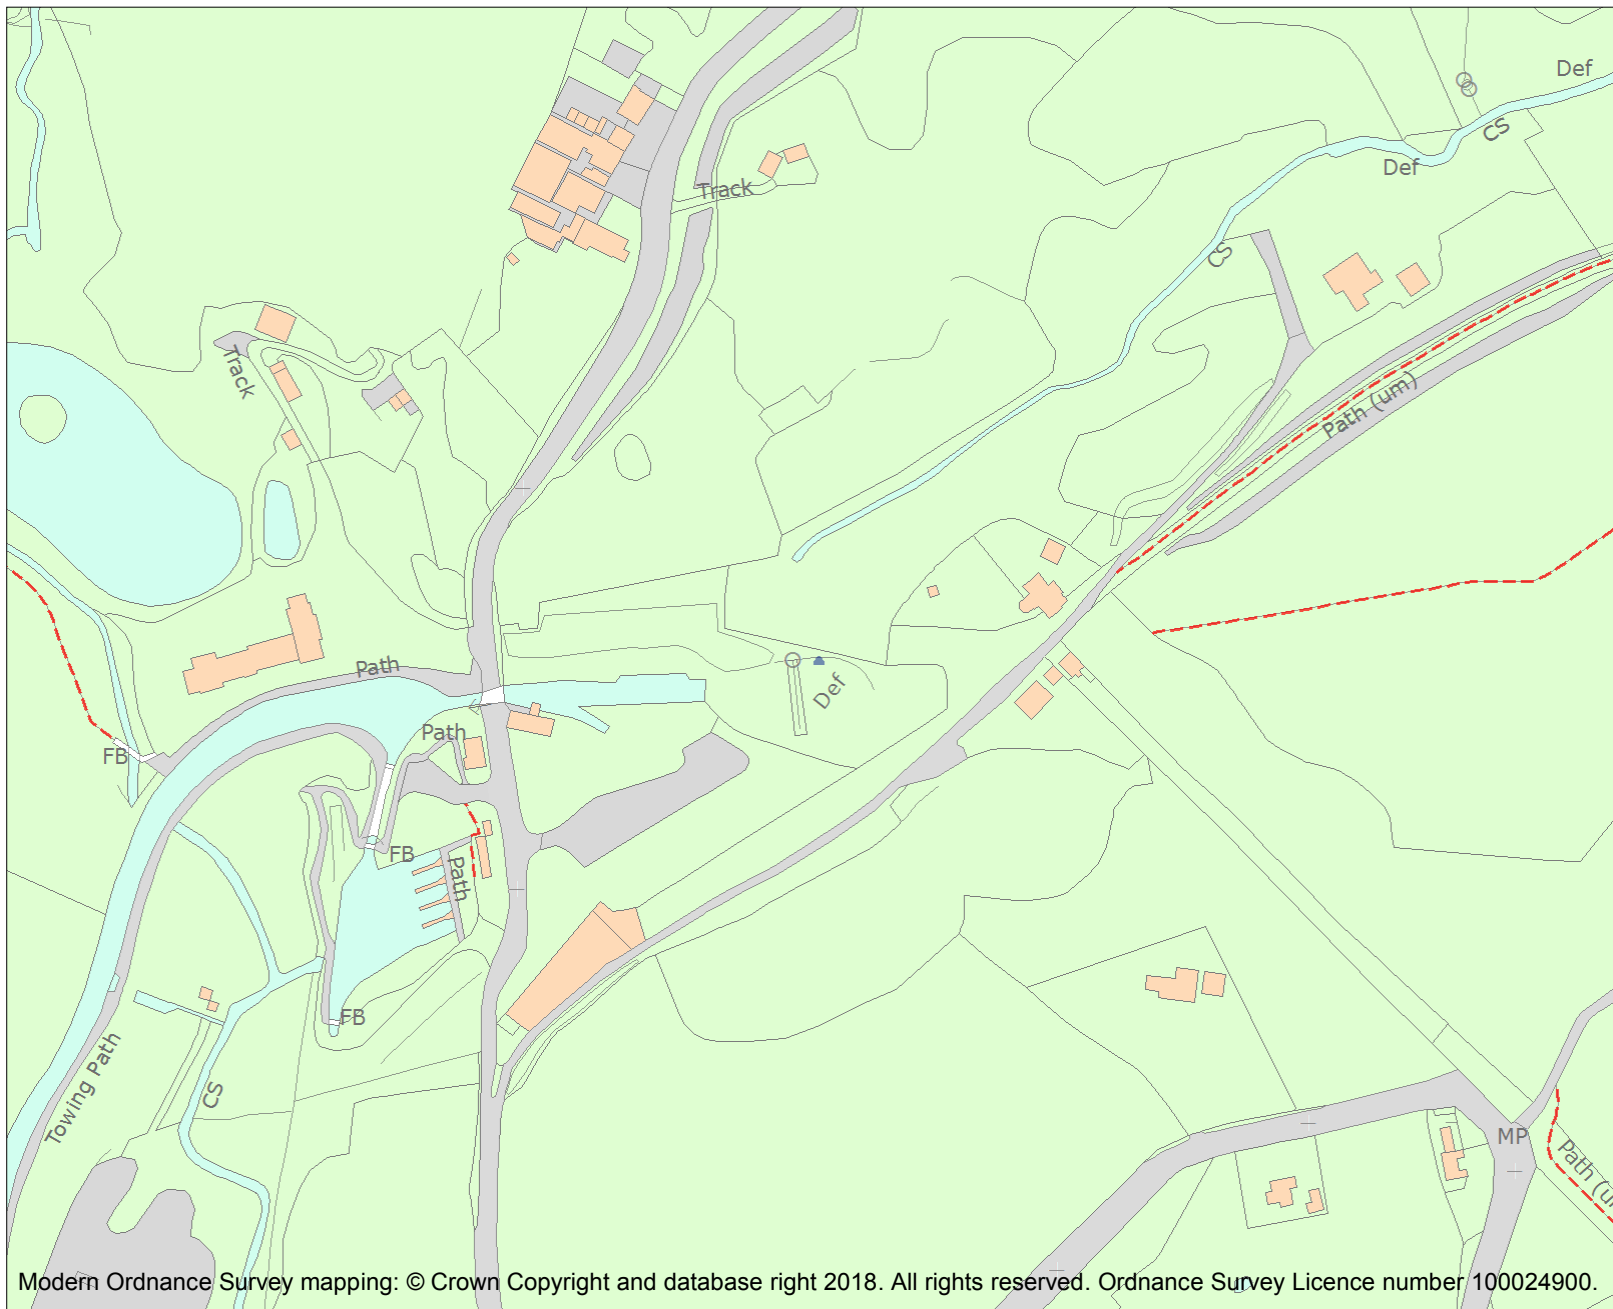 Def
CS
Def
Track
CS
Track
Path (um)
Path
Def
Path
FB
FB
Path
FB
Towing Path
CS
MP
Modern Ordnance Survey mapping: © Crown Copyright and database right 2018. All rights reserved. Ordnance Survey Licence number 100024900.